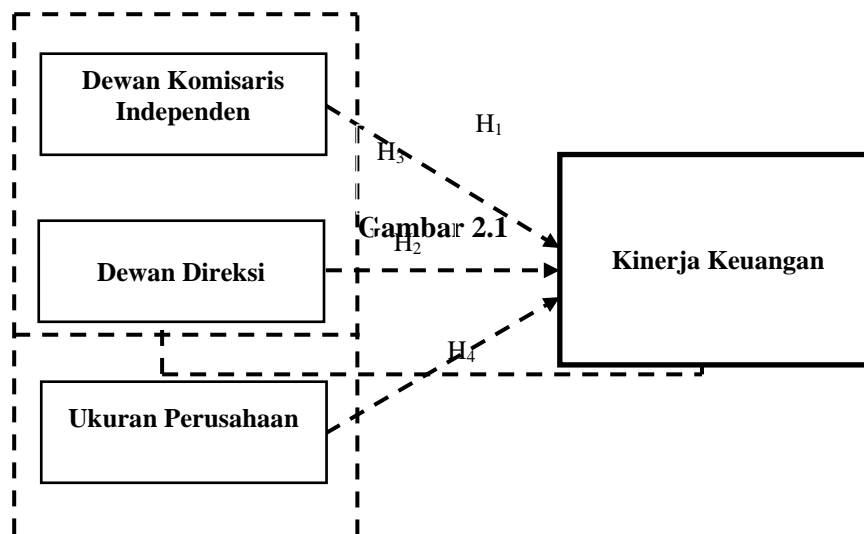 Dewan Komisaris
Independen
H₁
H₃
Gambar 2.1
H₂
Dewan Direksi
Kinerja Keuangan
H₄
Ukuran Perusahaan